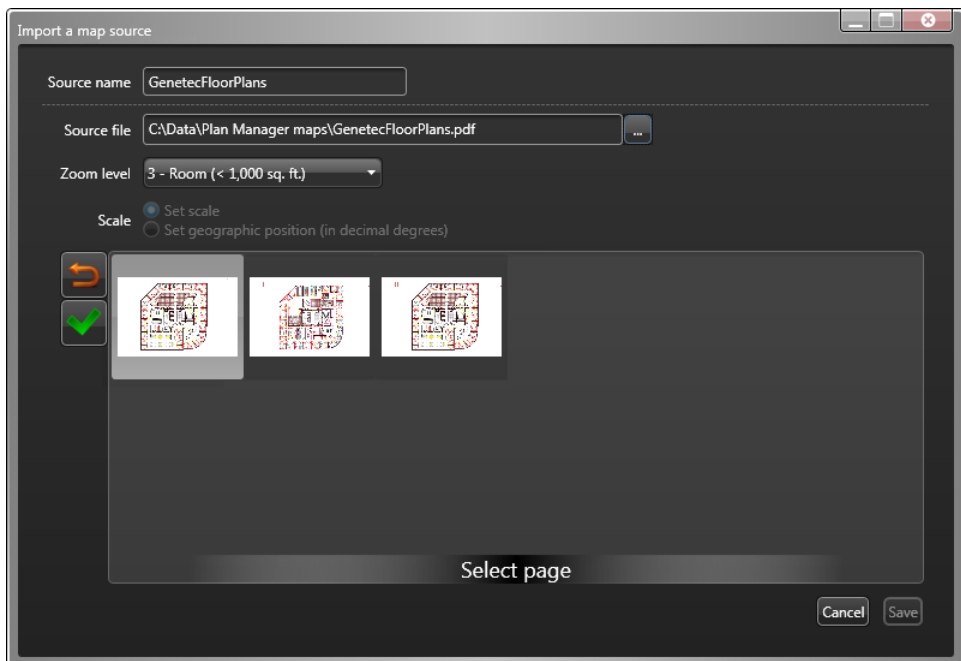 Import a map source
Source name GenetecFloorPlans
Source file C:\Data\Plan Manager maps\GenetecFloorPlans.pdf ...
Zoom level 3 - Room (< 1,000 sq. ft.)
Scale
Set scale
Set geographic position (in decimal degrees)
Select page
Cancel Save